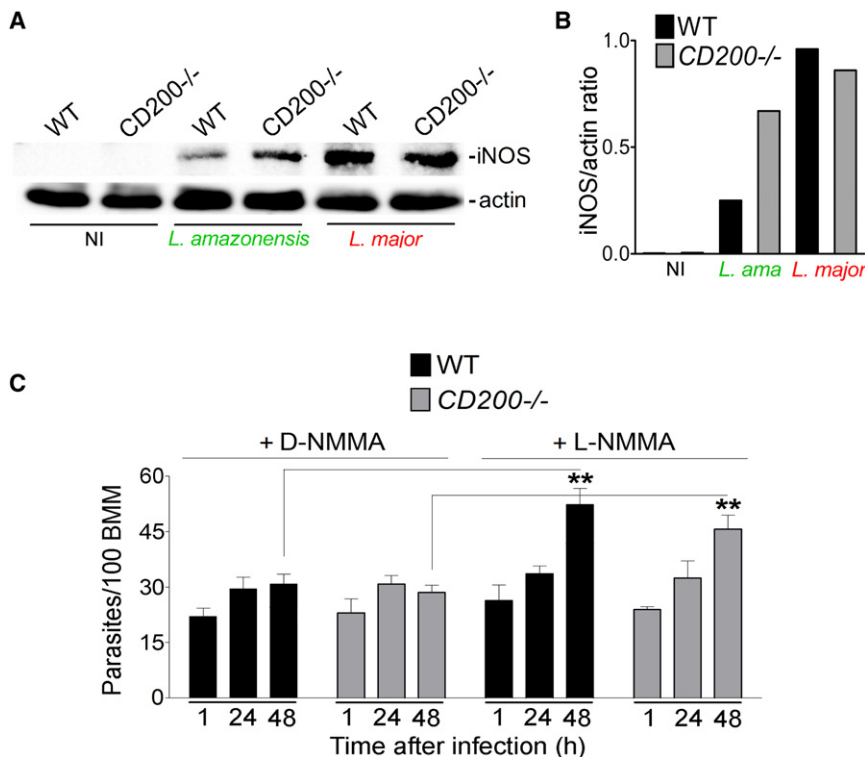 A
WT
CD200-/-
WT
CD200-/-
WT
CD200-/-
-iNOS
-actin
NI
L. amazonensis
L. major
B
WT
CD200-/-
iNOS/actin ratio
1.0
0.5
0.0
NI
L. ama
L. major
C
WT
CD200-/-
+ D-NMMA
+ L-NMMA
Parasites/100 BMM
60
45
30
15
0
**
**
1 24 48 1 24 48 1 24 48 1 24 48
Time after infection (h)